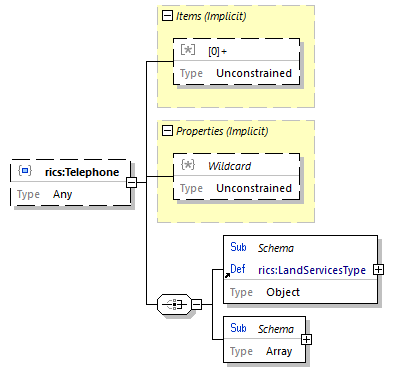 Items (Implicit)
[*] [0]+
Type Unconstrained
Properties (Implicit)
{*} Wildcard
Type Unconstrained
rics:Telephone
Type Any
Sub Schema
Def rics:LandServicesType
Type Object
Sub Schema
Type Array